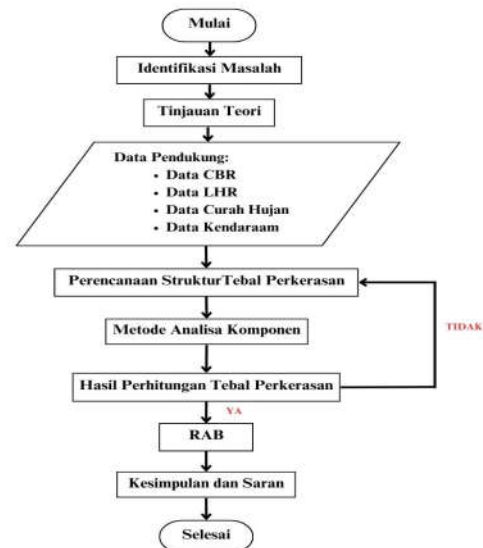 Mulai
Identifikasi Masalah
Tinjauan Teori
Data Pendukung:
• Data CBR
• Data LHR
• Data Curah Hujan
• Data Kendaraam
Perencanaan StrukturTebal Perkerasan
Metode Analisa Komponen
TIDAK
Hasil Perhitungan Tebal Perkerasan
YA
RAB
Kesimpulan dan Saran
Selesai